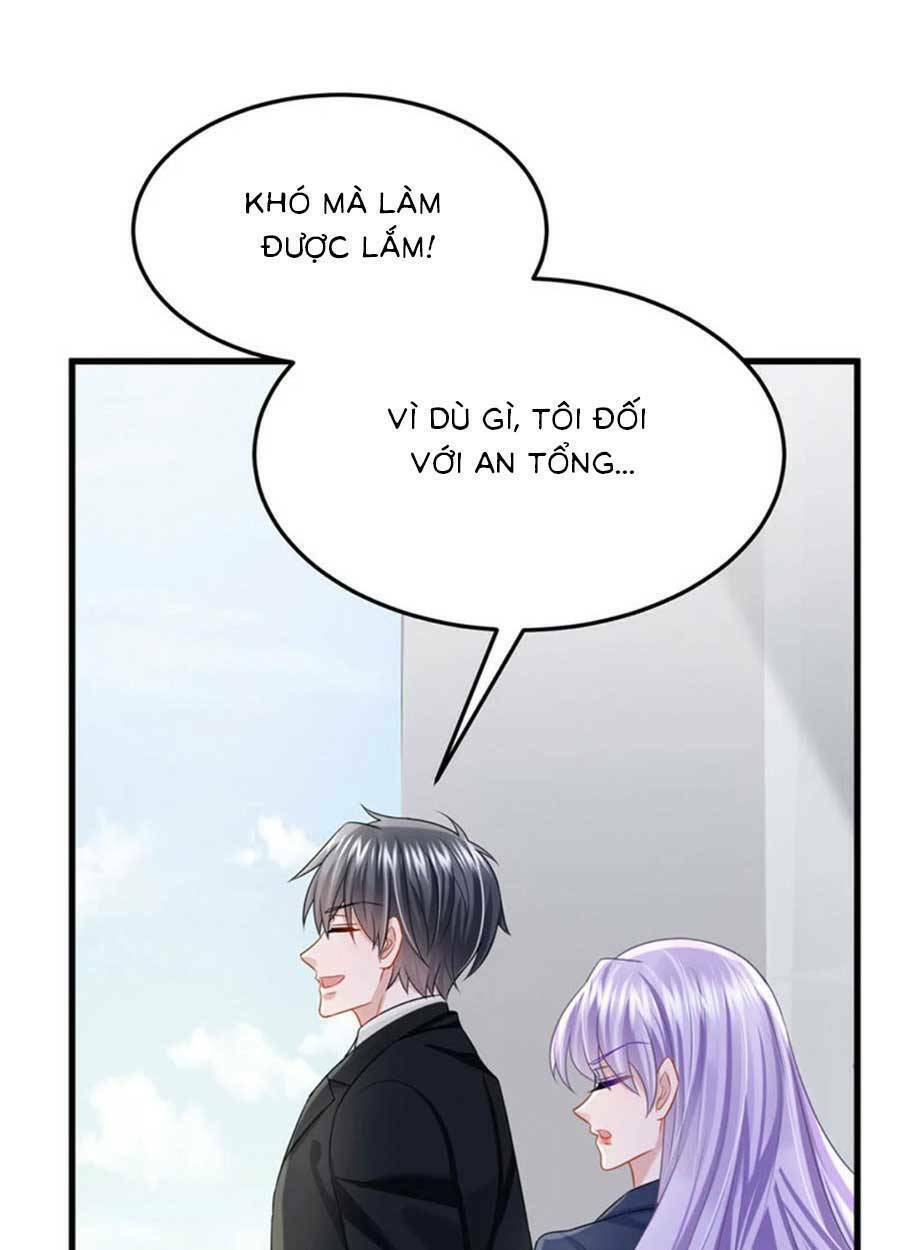 KHÓ MÀ LÀM
ĐƯỢC LẮM!
VÌ DÙ GÌ, TÔI ĐỐI
VỚI AN TỔNG...